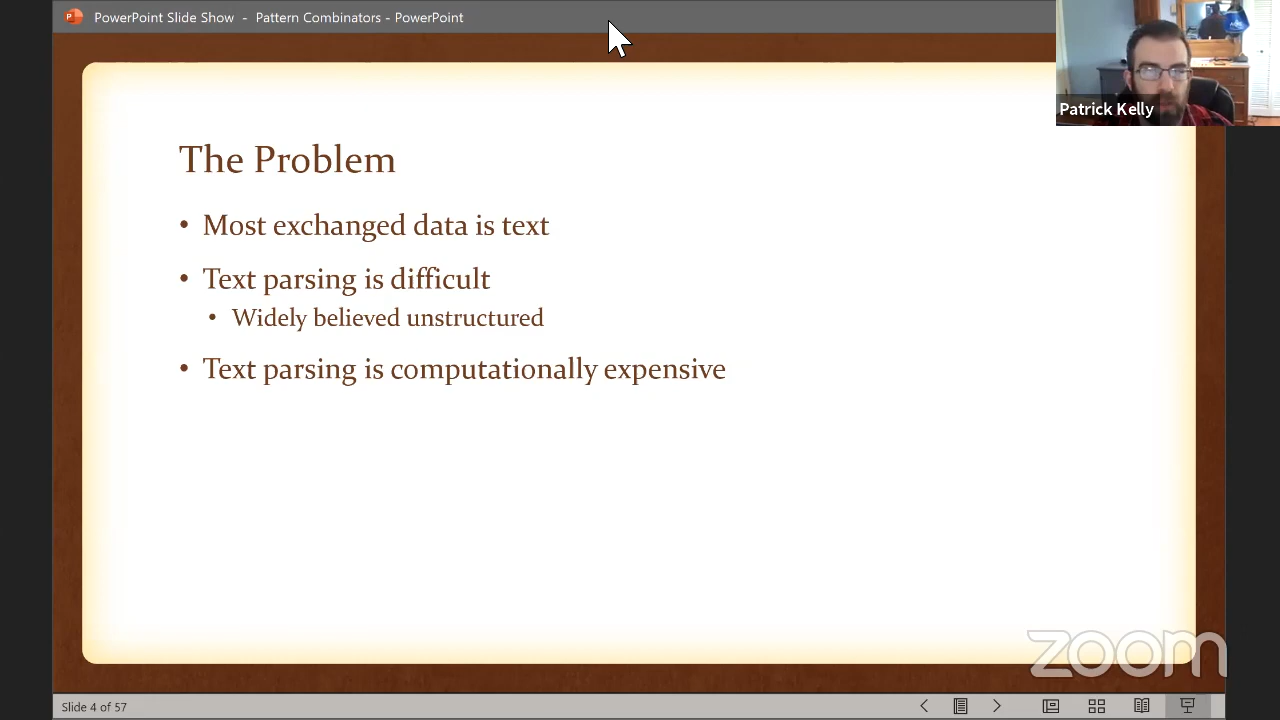 PowerPoint Slide Show - Pattern Combinators - PowerPoint
Patrick Kelly
The Problem
• Most exchanged data is text
• Text parsing is difficult
• Widely believed unstructured
• Text parsing is computationally expensive
zoom
Slide 4 of 57